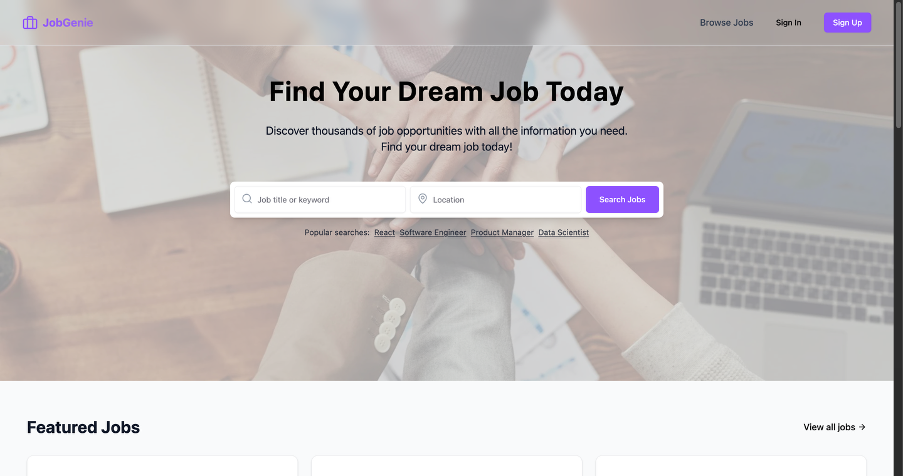 JobGenie
Browse Jobs
Sign In
Sign Up
Find Your Dream Job Today
Discover thousands of job opportunities with all the information you need.
Find your dream job today!
Job title or keyword
Location
Search Jobs
Popular searches: React Software Engineer Product Manager Data Scientist
Featured Jobs
View all jobs →